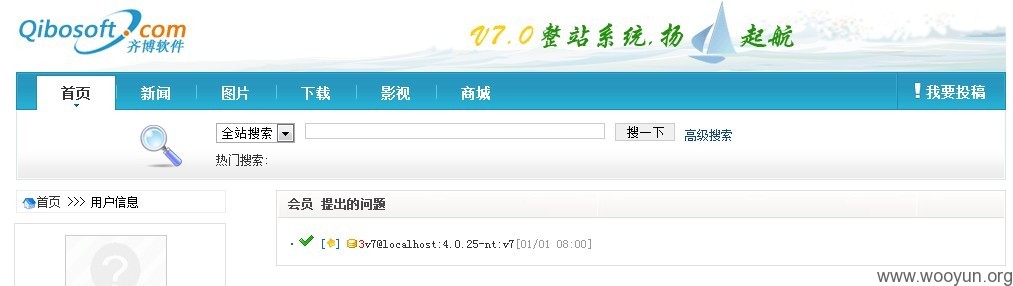 Qibosoft.com
齐博软件
V7.0整站系统,扬 起航
首页 新闻 图片 下载 影视 商城 我要投稿
全站搜索 搜一下 高级搜索
热门搜索:
首页 >>> 用户信息
会员 提出的问题
· [ ] 3v7@localhost:4.0.25-nt:v7[01/01 08:00]
www.wooyun.org